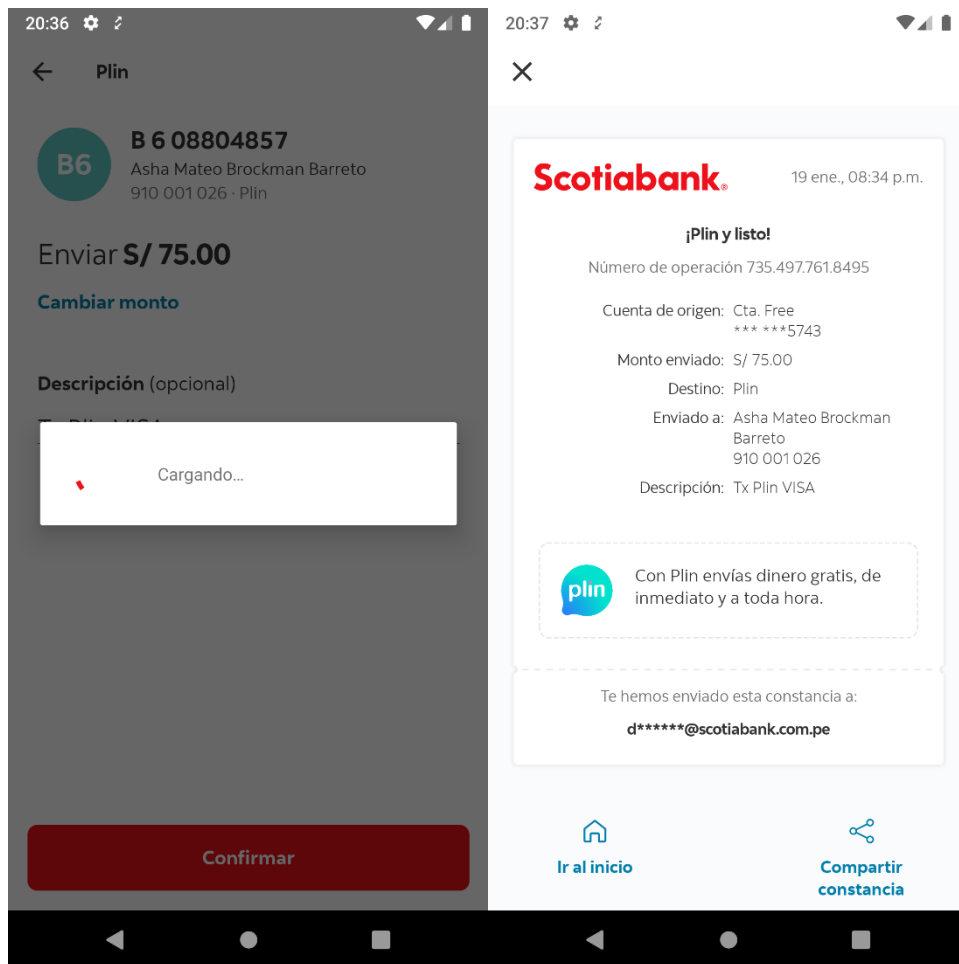 20:36
Plin
B6
B 6 08804857
Asha Mateo Brockman Barreto
910 001 026 · Plin
Enviar S/ 75.00
Cambiar monto
Descripción (opcional)
Tx Plin VISA
Cargando...
Confirmar
20:37
Scotiabank®
19 ene., 08:34 p.m.
¡Plin y listo!
Número de operación 735.497.761.8495
Cuenta de origen: Cta. Free
*** ***5743
Monto enviado: S/ 75.00
Destino: Plin
Enviado a: Asha Mateo Brockman
Barreto
910 001 026
Descripción: Tx Plin VISA
plin
Con Plin envías dinero gratis, de
inmediato y a toda hora.
Te hemos enviado esta constancia a:
d******@scotiabank.com.pe
Ir al inicio
Compartir
constancia